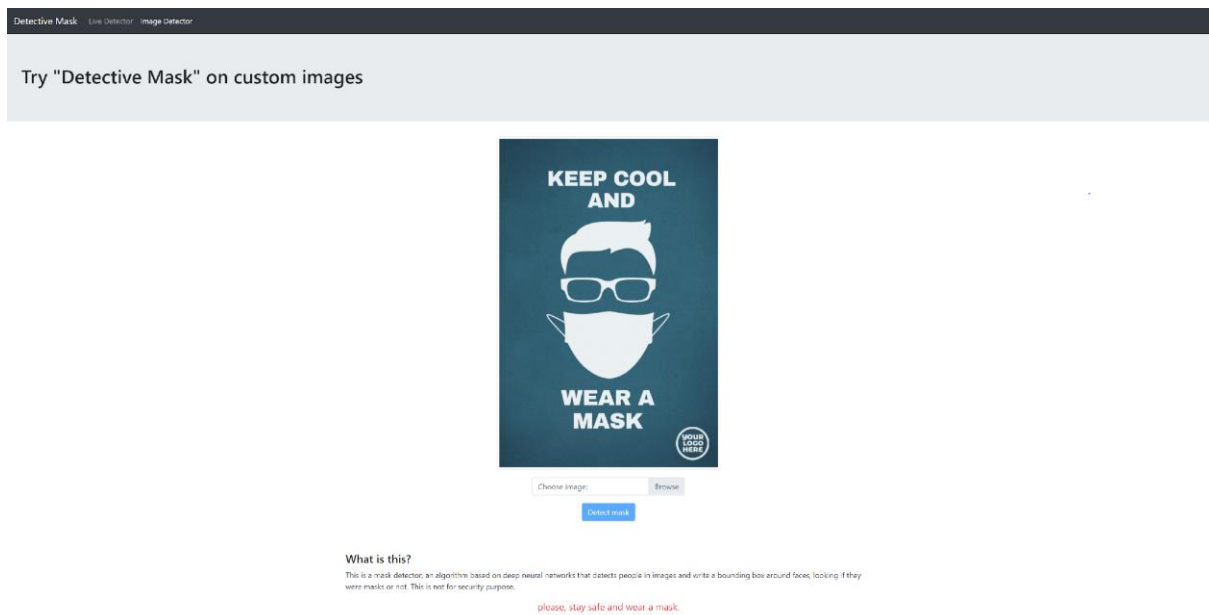 Detective Mask Live Detector Image Detector
Try "Detective Mask" on custom images
KEEP COOL
AND
WEAR A
MASK
YOUR
LOGO
HERE
Choose image: Browse
Detect mask
What is this?
This is a mask detector, an algorithm based on deep neural networks that detects people in images and write a bounding box around faces, looking if they
were masks or not. This is not for security purpose.
please, stay safe and wear a mask.